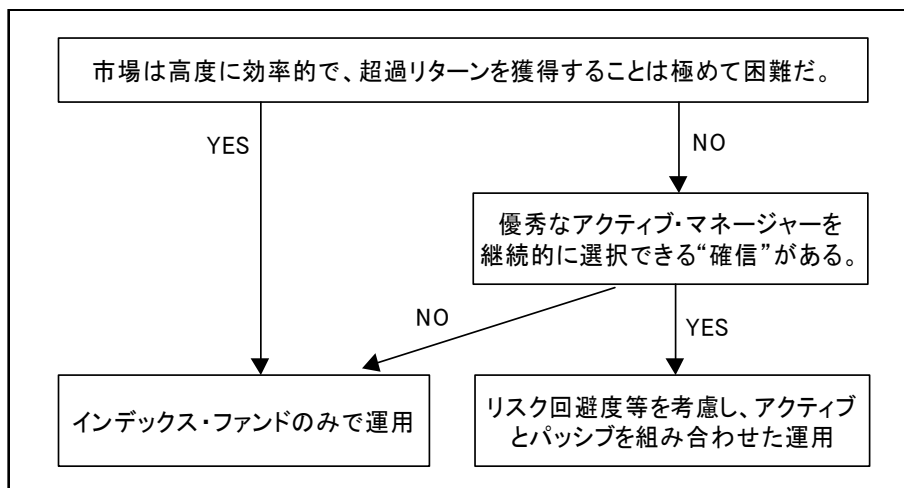 市場は高度に効率的で、超過リターンを獲得することは極めて困難だ。
YES
NO
優秀なアクティブ・マネージャーを
継続的に選択できる“確信”がある。
NO
YES
インデックス・ファンドのみで運用
リスク回避度等を考慮し、アクティブ
とパッシブを組み合わせた運用